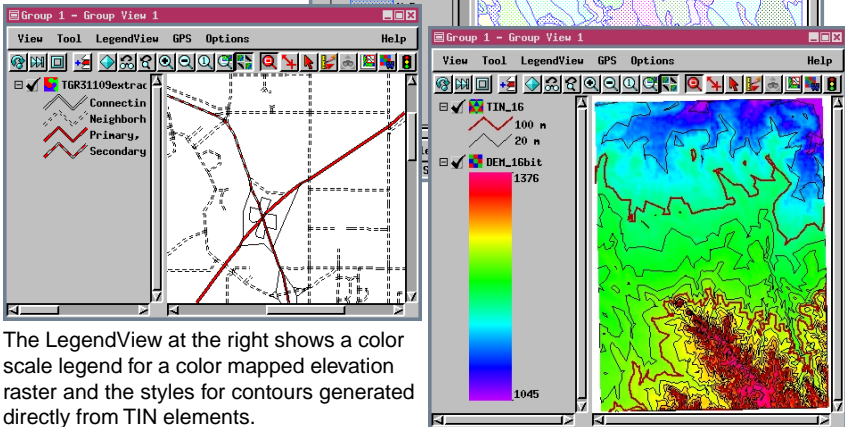 Group 1 - Group View 1
View Tool LegendView GPS Options Help
TGR31109extrac
Connectin
Neighborh
Primary,
Secondary
The LegendView at the right shows a color
scale legend for a color mapped elevation
raster and the styles for contours generated
directly from TIN elements.
Group 1 - Group View 1
View Tool LegendView GPS Options Help
TIN_16
100 m
20 m
DEM_16bit
1376
1045